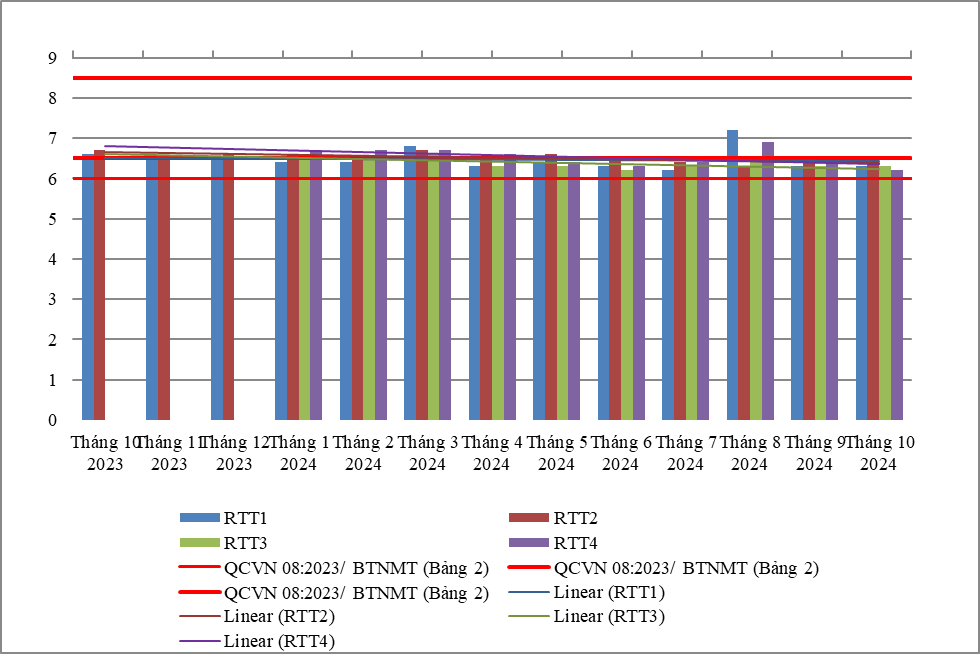 9
8
7
6
5
4
3
2
1
0
Tháng 10 Tháng 11 Tháng 12 Tháng 1 Tháng 2 Tháng 3 Tháng 4 Tháng 5 Tháng 6 Tháng 7 Tháng 8 Tháng 9 Tháng 10
2023 2023 2023 2024 2024 2024 2024 2024 2024 2024 2024 2024 2024
RTT1 RTT2
RTT3 RTT4
QCVN 08:2023/ BTNMT (Bảng 2) QCVN 08:2023/ BTNMT (Bảng 2)
QCVN 08:2023/ BTNMT (Bảng 2) Linear (RTT1)
Linear (RTT2) Linear (RTT3)
Linear (RTT4)